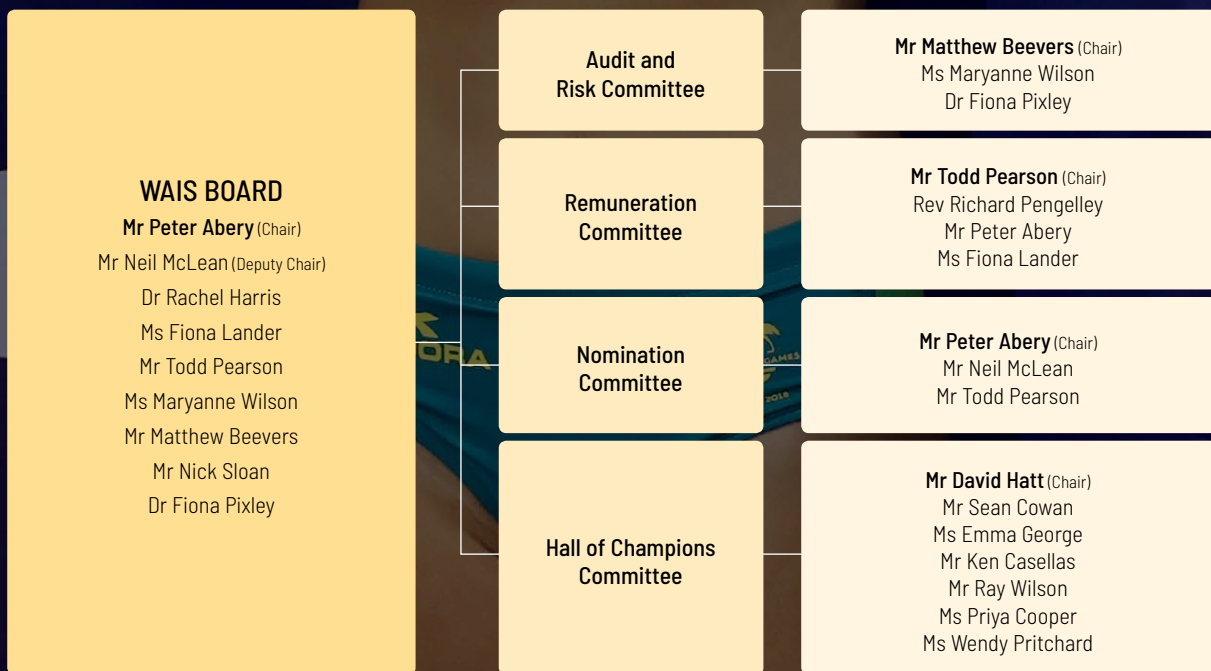 WAIS BOARD
Mr Peter Abery (Chair)
Mr Neil McLean (Deputy Chair)
Dr Rachel Harris
Ms Fiona Lander
Mr Todd Pearson
Ms Maryanne Wilson
Mr Matthew Beevers
Mr Nick Sloan
Dr Fiona Pixley
Audit and
Risk Committee
Mr Matthew Beevers (Chair)
Ms Maryanne Wilson
Dr Fiona Pixley
Remuneration
Committee
Mr Todd Pearson (Chair)
Rev Richard Pengelley
Mr Peter Abery
Ms Fiona Lander
Nomination
Committee
Mr Peter Abery (Chair)
Mr Neil McLean
Mr Todd Pearson
Hall of Champions
Committee
Mr David Hatt (Chair)
Mr Sean Cowan
Ms Emma George
Mr Ken Casellas
Mr Ray Wilson
Ms Priya Cooper
Ms Wendy Pritchard